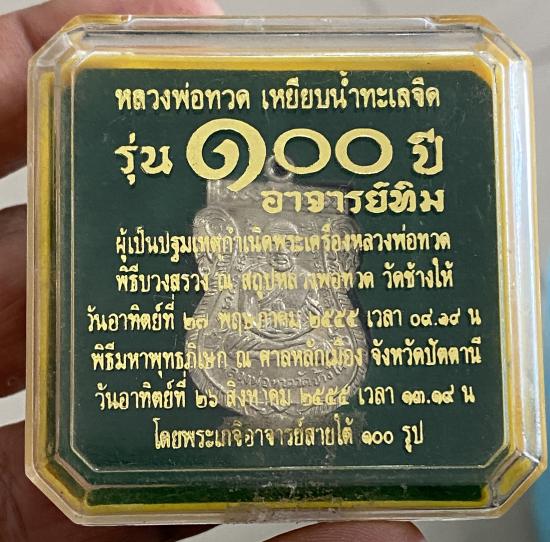 หลวงพ่อทวด เหยียบน้ำทะเลจืด
รุ่น ๑๐๐ ปี
อาจารย์ทิม
ผู้เป็นปฐมเหตุกำเนิดพระเครื่องหลวงพ่อทวด
พิธีบวงสรวง ณ สถูปหลวงพ่อทวด วัดช้างให้
วันอาทิตย์ที่ ๒๗ พฤษภาคม ๒๕๕๕ เวลา ๐๙.๑๙ น
พิธีมหาพุทธภิเษก ณ ศาลหลักเมือง จังหวัดปัตตานี
วันอาทิตย์ที่ ๒๖ สิงหาคม ๒๕๕๕ เวลา ๑๓.๑๙ น
โดยพระเกจิอาจารย์สายใต้ ๑๐๐ รูป